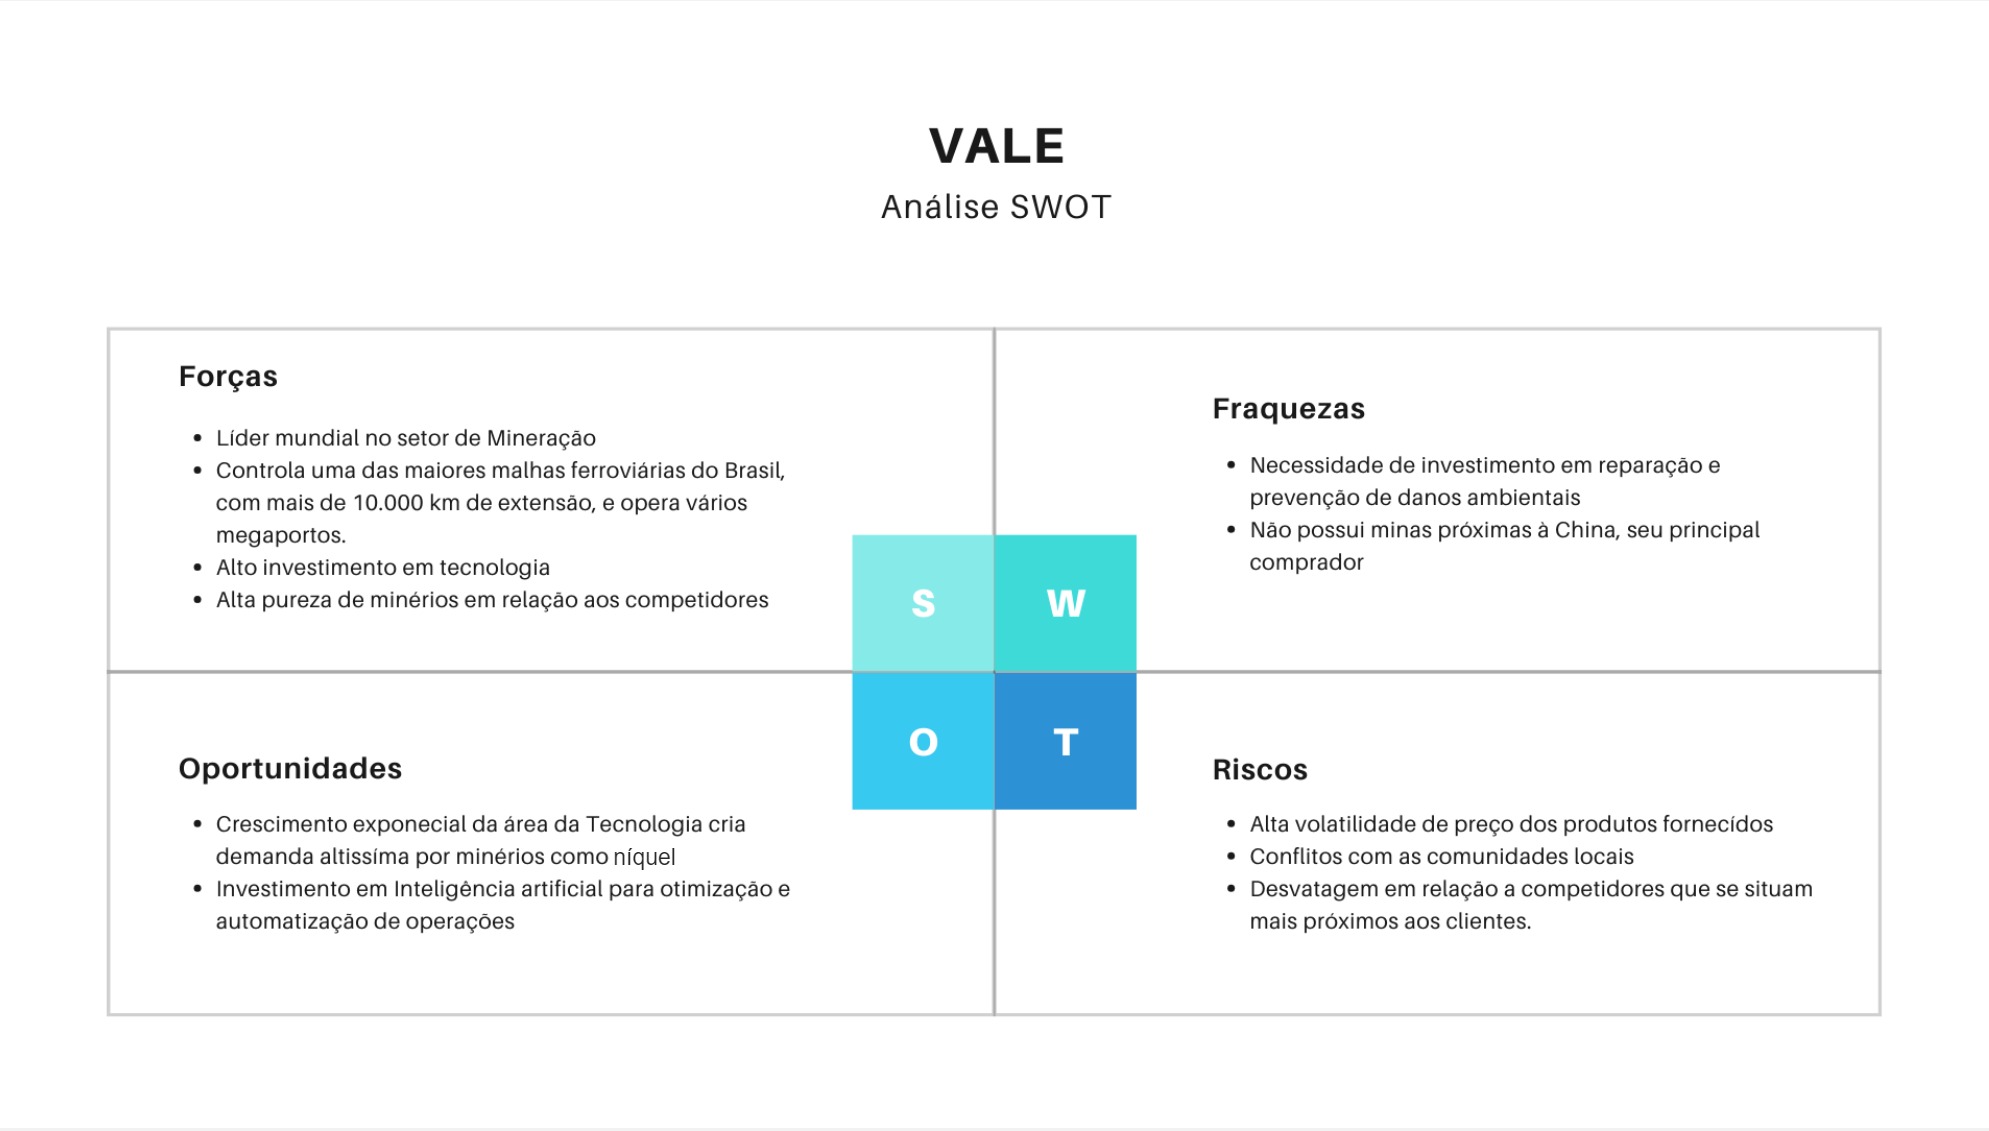 VALE
Análise SWOT
Forças
• Líder mundial no setor de Mineração
• Controla uma das maiores malhas ferroviárias do Brasil,
com mais de 10.000 km de extensão, e opera vários
megaportos.
• Alto investimento em tecnologia
• Alta pureza de minérios em relação aos competidores
Fraquezas
• Necessidade de investimento em reparação e
prevenção de danos ambientais
• Não possui minas próximas à China, seu principal
comprador
S
W
O
T
Oportunidades
• Crescimento exponecial da área da Tecnologia cria
demanda altissíma por minérios como níquel
• Investimento em Inteligência artificial para otimização e
automatização de operações
Riscos
• Alta volatilidade de preço dos produtos fornecídos
• Conflitos com as comunidades locais
• Desvatagem em relação a competidores que se situam
mais próximos aos clientes.